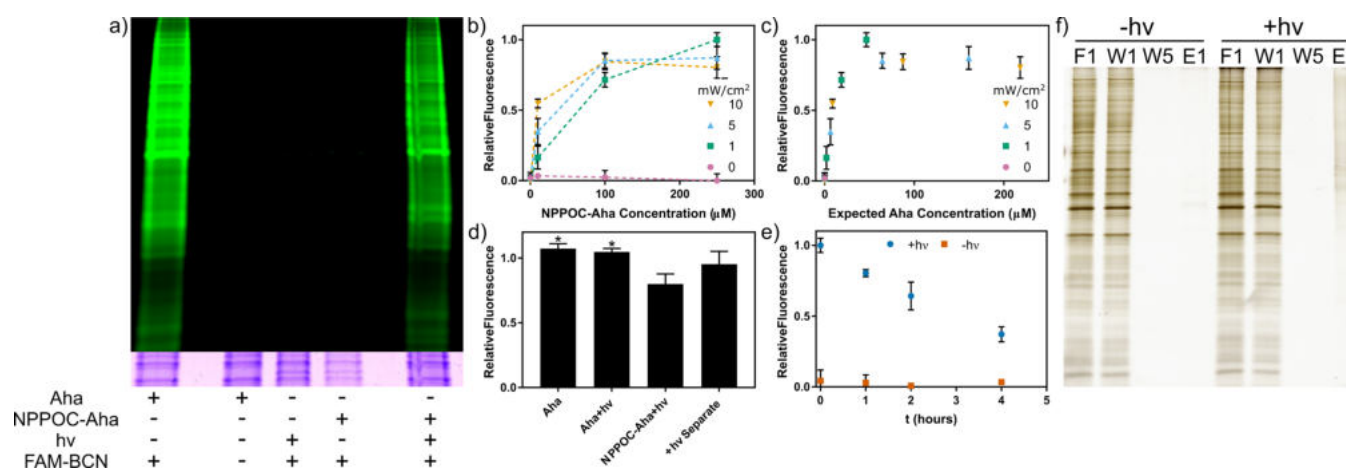 a)
Aha + + - - -
NPPOC-Aha - - - + +
hv - - + - +
FAM-BCN + - + + +
b)
RelativeFluorescence
1.0
0.5
0.0
mW/cm²
10
5
1
0
0 100 200 300
NPPOC-Aha Concentration (μM)
c)
RelativeFluorescence
1.0
0.5
0.0
mW/cm²
10
5
1
0
0 100 200
Expected Aha Concentration (μM)
d)
RelativeFluorescence
1.0
0.5
0.0
* *
Aha
Aha+hv
NPPOC-Aha+hv
+hv Separate
e)
RelativeFluorescence
1.0
0.5
0.0
+hν -hν
0 1 2 3 4 5
t (hours)
f)
-hv +hv
F1 W1 W5 E1 F1 W1 W5 E